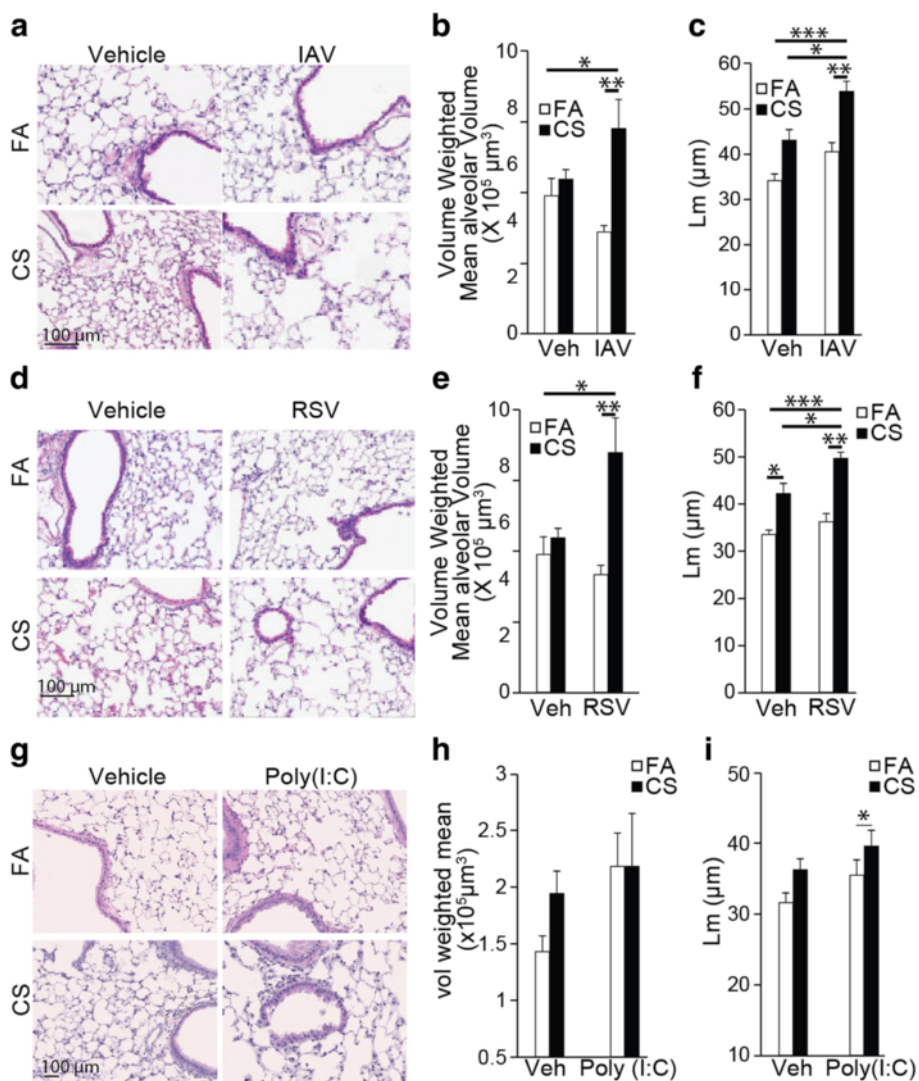 a
Vehicle
IAV
FA
CS
100 µm
b
Volume Weighted
Mean alveolar Volume
(X 10⁵ µm³)
10
8
6
4
2
0
*
**
FA
CS
Veh
IAV
c
Lm (µm)
60
50
40
30
20
10
0
***
*
**
FA
CS
Veh
IAV
d
Vehicle
RSV
FA
CS
100 µm
e
Volume Weighted
Mean alveolar Volume
(X 10⁵ µm³)
10
8
6
4
2
0
*
**
FA
CS
Veh
RSV
f
Lm (µm)
60
50
40
30
20
10
0
***
*
**
*
FA
CS
Veh
RSV
g
Vehicle
Poly(I:C)
FA
CS
100 µm
h
vol weighted mean
(x10⁵µm³)
3
2.5
2
1.5
1
0.5
FA
CS
Veh
Poly (I:C)
i
Lm (µm)
50
40
30
20
10
*
FA
CS
Veh
Poly(I:C)